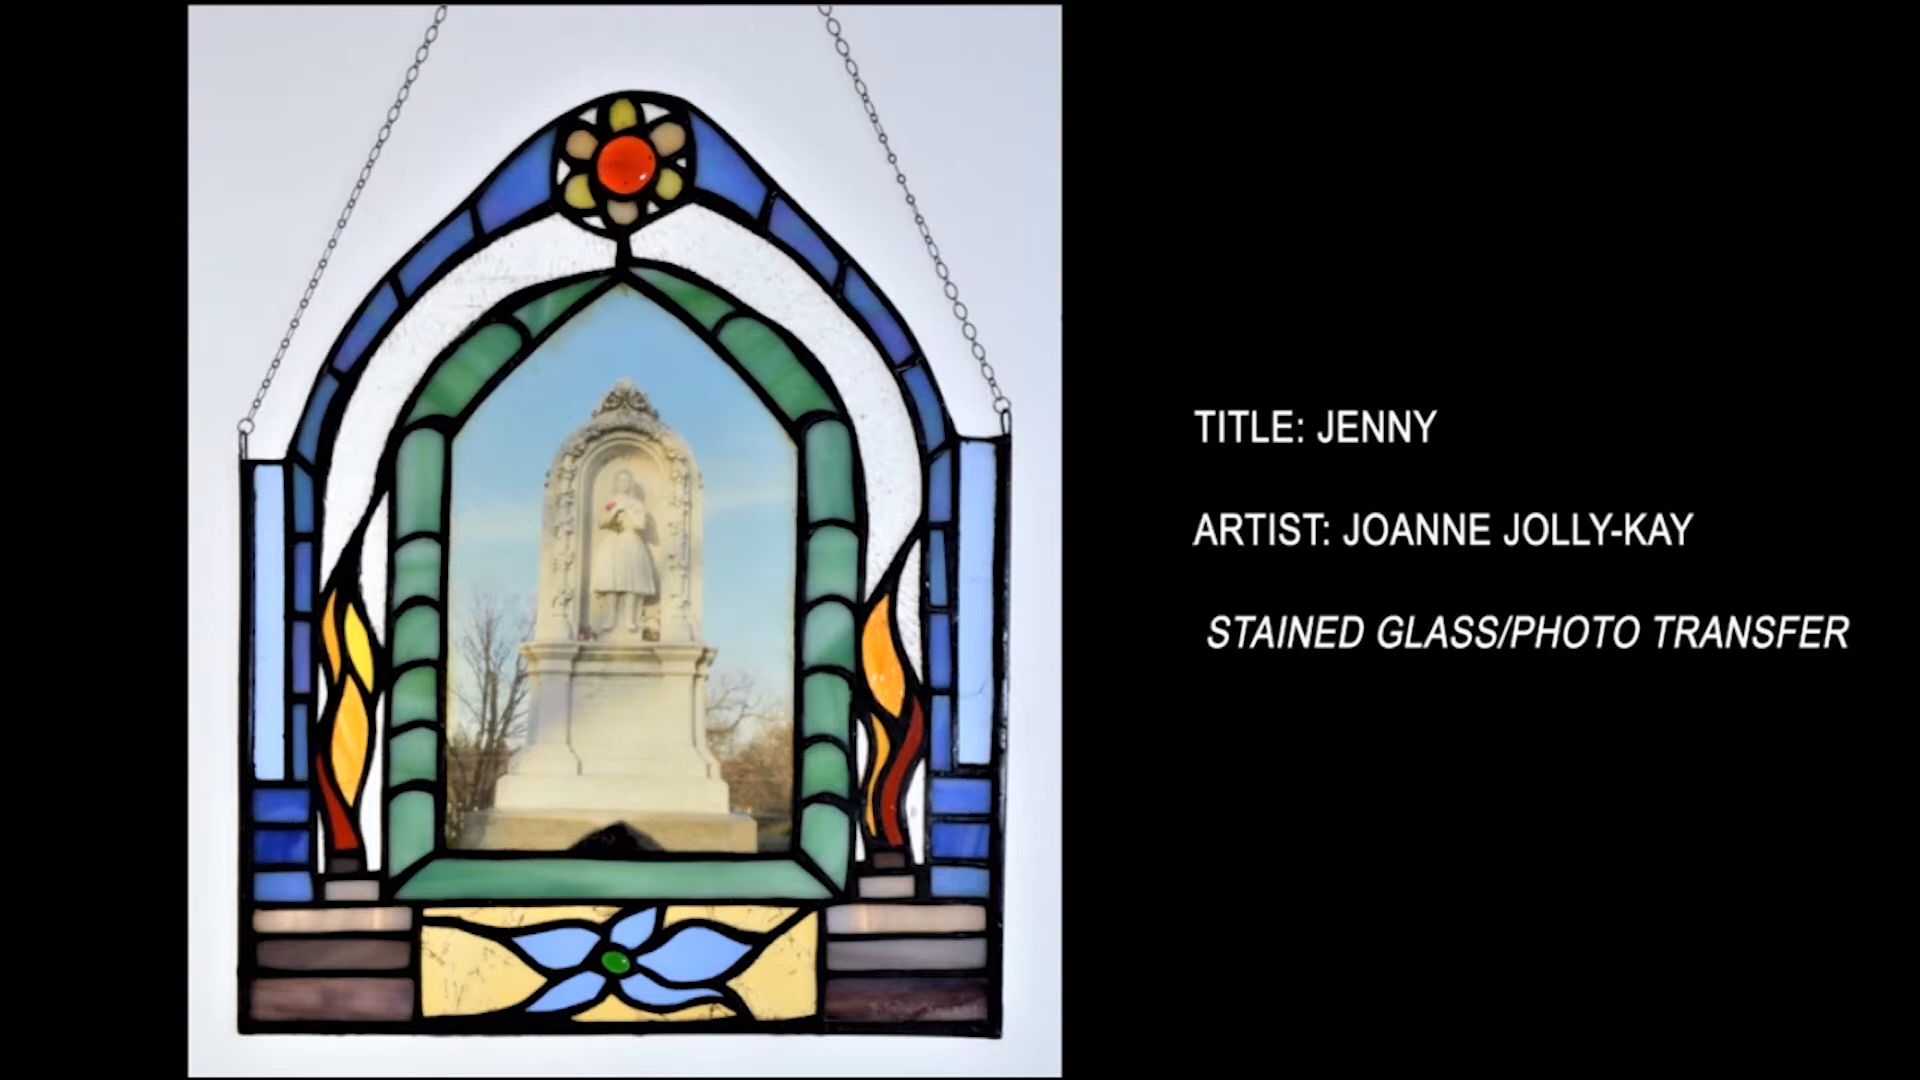 TITLE: JENNY
ARTIST: JOANNE JOLLY-KAY
STAINED GLASS/PHOTO TRANSFER